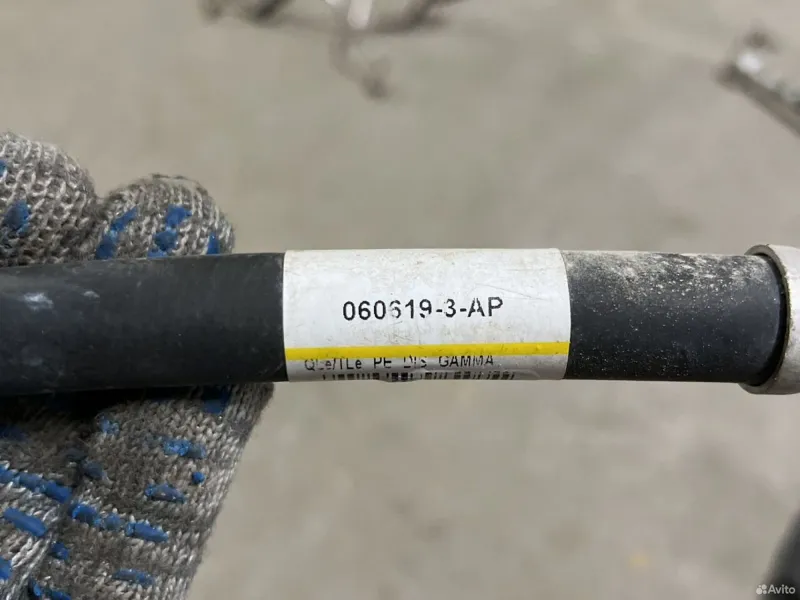 060619-3-AP
QLe/TLe PE DIS GAMMA
Avito